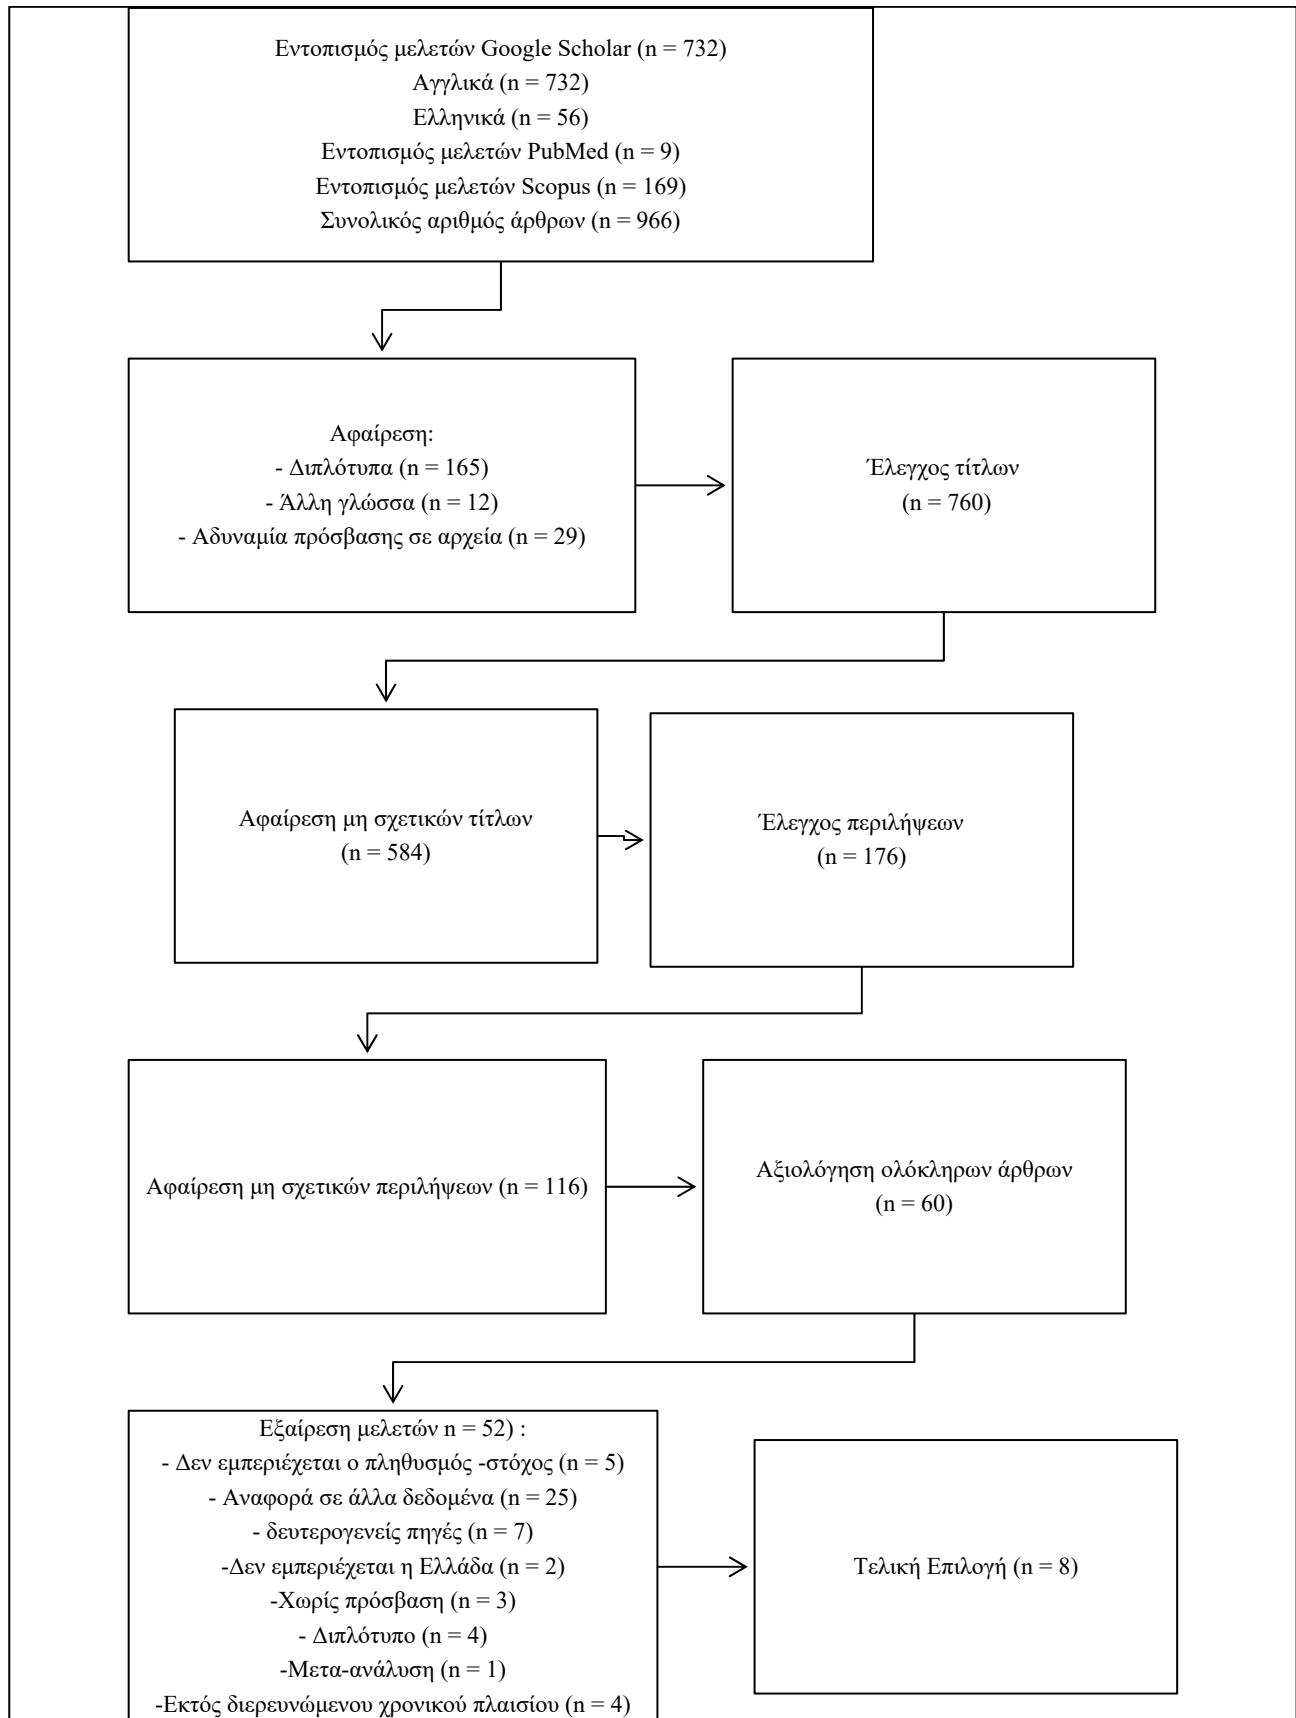 Εντοπισμός μελετών Google Scholar (n = 732)
Αγγλικά (n = 732)
Ελληνικά (n = 56)
Εντοπισμός μελετών PubMed (n = 9)
Εντοπισμός μελετών Scopus (n = 169)
Συνολικός αριθμός άρθρων (n = 966)
Αφαίρεση:
- Διπλότυπα (n = 165)
- Άλλη γλώσσα (n = 12)
- Αδυναμία πρόσβασης σε αρχεία (n = 29)
Έλεγχος τίτλων
(n = 760)
Αφαίρεση μη σχετικών τίτλων
(n = 584)
Έλεγχος περιλήψεων
(n = 176)
Αφαίρεση μη σχετικών περιλήψεων (n = 116)
Αξιολόγηση ολόκληρων άρθρων
(n = 60)
Εξαίρεση μελετών n = 52) :
- Δεν εμπεριέχεται ο πληθυσμός -στόχος (n = 5)
- Αναφορά σε άλλα δεδομένα (n = 25)
- δευτερογενείς πηγές (n = 7)
-Δεν εμπεριέχεται η Ελλάδα (n = 2)
-Χωρίς πρόσβαση (n = 3)
- Διπλότυπο (n = 4)
-Μετα-ανάλυση (n = 1)
-Εκτός διερευνώμενου χρονικού πλαισίου (n = 4)
Τελική Επιλογή (n = 8)